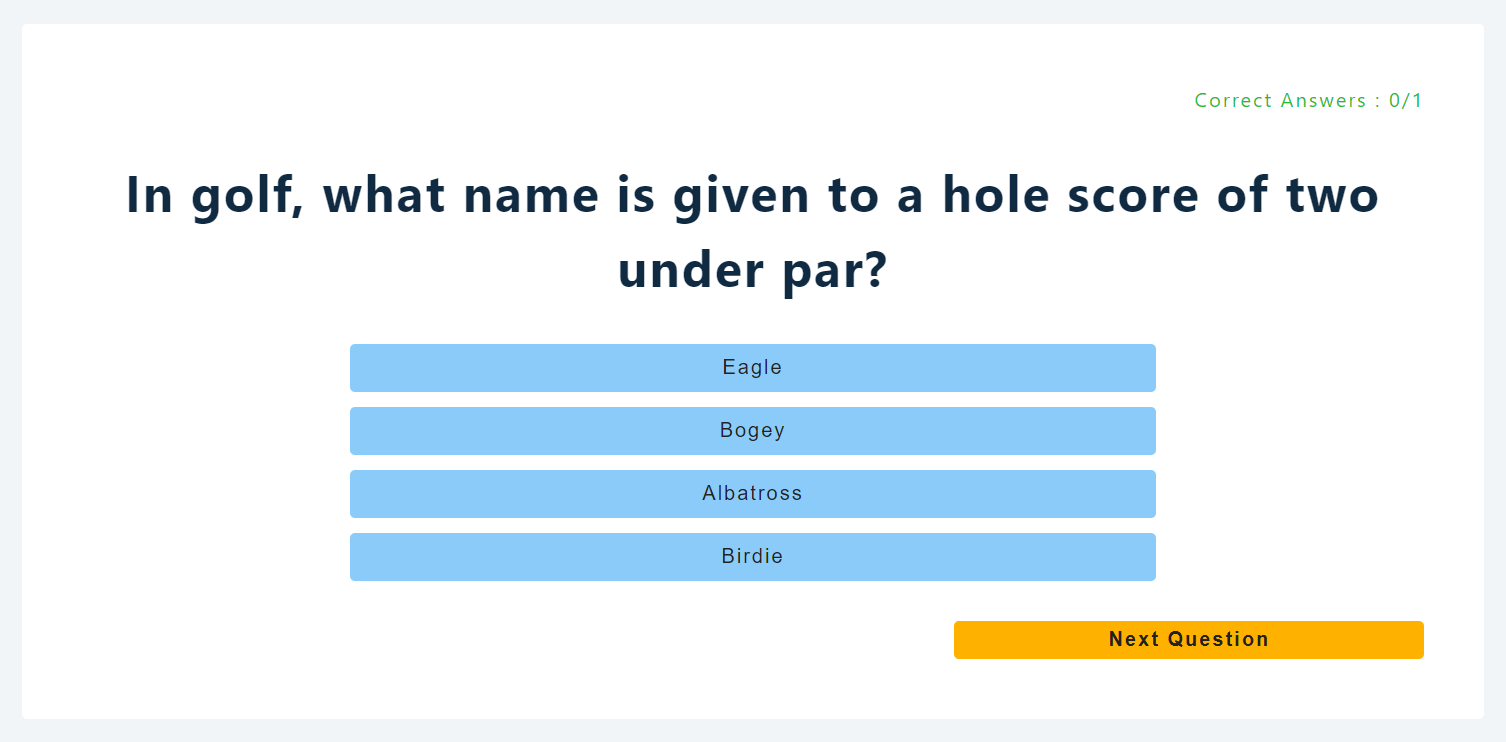 Correct Answers : 0/1
In golf, what name is given to a hole score of two
under par?
Eagle
Bogey
Albatross
Birdie
Next Question